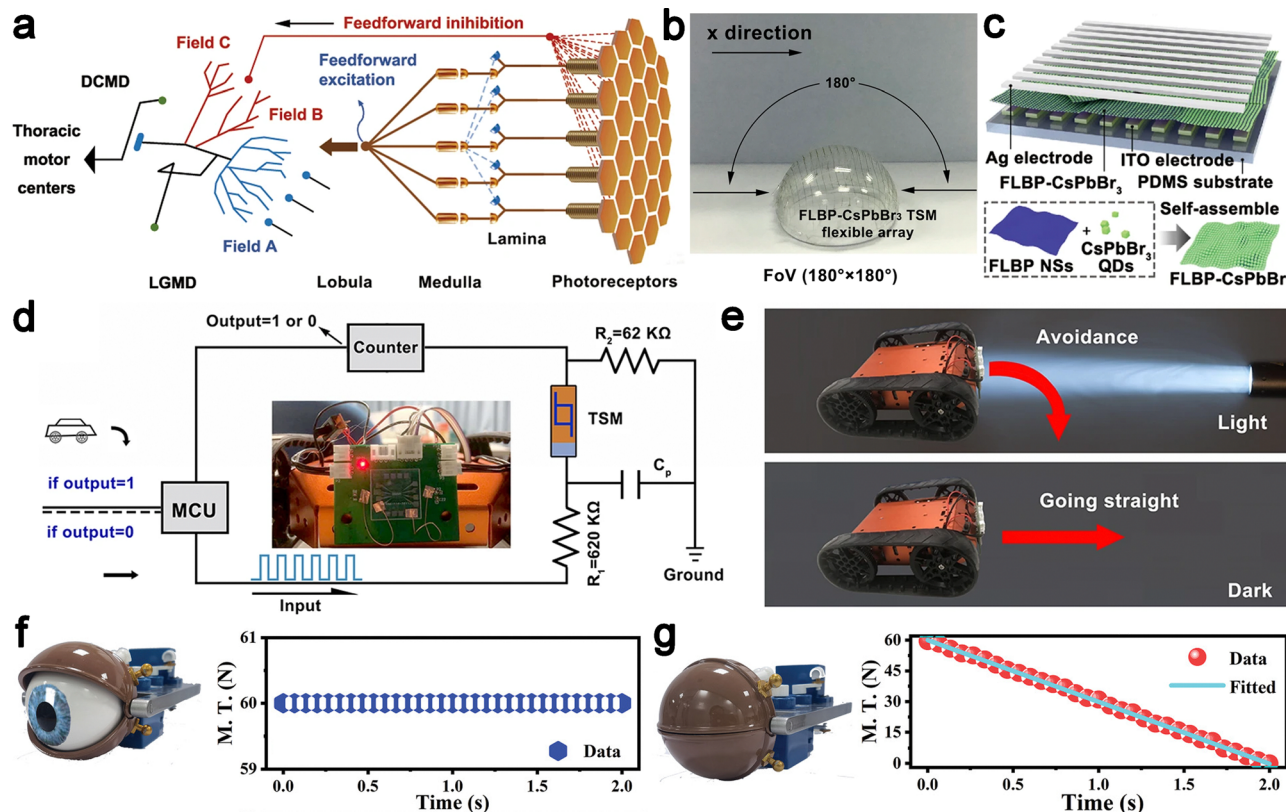 a
Feedforward inihibition
Field C
Feedforward
excitation
DCMD
Field B
Thoracic
motor
centers
Field A
Lamina
LGMD
Lobula
Medulla
Photoreceptors
b
x direction
180°
FLBP-CsPbBr₃ TSM
flexible array
FoV (180°×180°)
c
Ag electrode
ITO electrode
FLBP-CsPbBr₃
PDMS substrate
Self-assemble
+
FLBP NSs
CsPbBr₃
QDs
FLBP-CsPbBr
d
Output=1 or 0
Counter
R₂=62 KΩ
TSM
Cₚ
if output=1
MCU
if output=0
R₁=620 KΩ
Ground
Input
e
Avoidance
Light
Going straight
Dark
f
M. T. (N)
61
60
59
Data
0.0 0.5 1.0 1.5 2.0
Time (s)
g
M. T. (N)
60
45
30
15
0
Data
Fitted
0.0 0.5 1.0 1.5 2.0
Time (s)